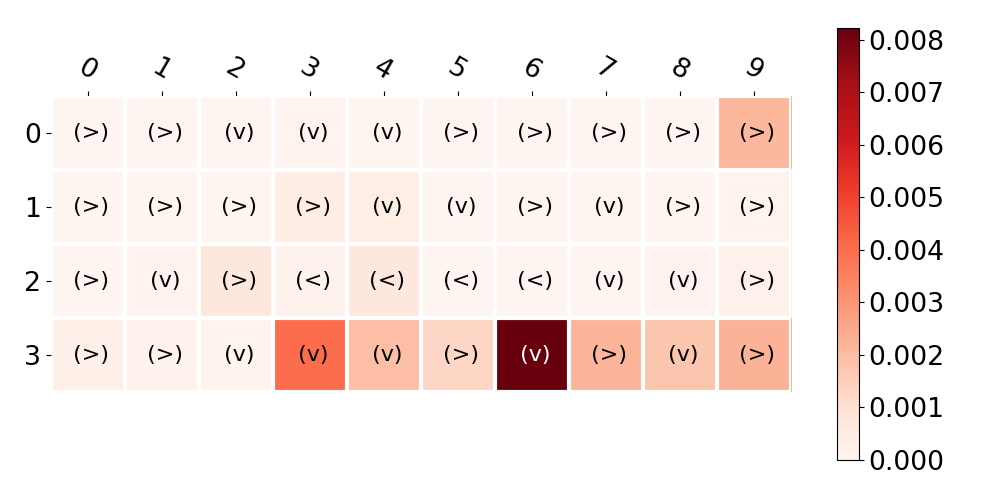 0 1 2 3 4 5 6 7 8 9
0 (>) (>) (v) (v) (v) (>) (>) (>) (>) (>)
1 (>) (>) (>) (>) (v) (v) (>) (v) (>) (>)
2 (>) (v) (>) (<) (<) (<) (<) (v) (v) (>)
3 (>) (>) (v) (v) (v) (>) (v) (>) (v) (>)
0.008
0.007
0.006
0.005
0.004
0.003
0.002
0.001
0.000